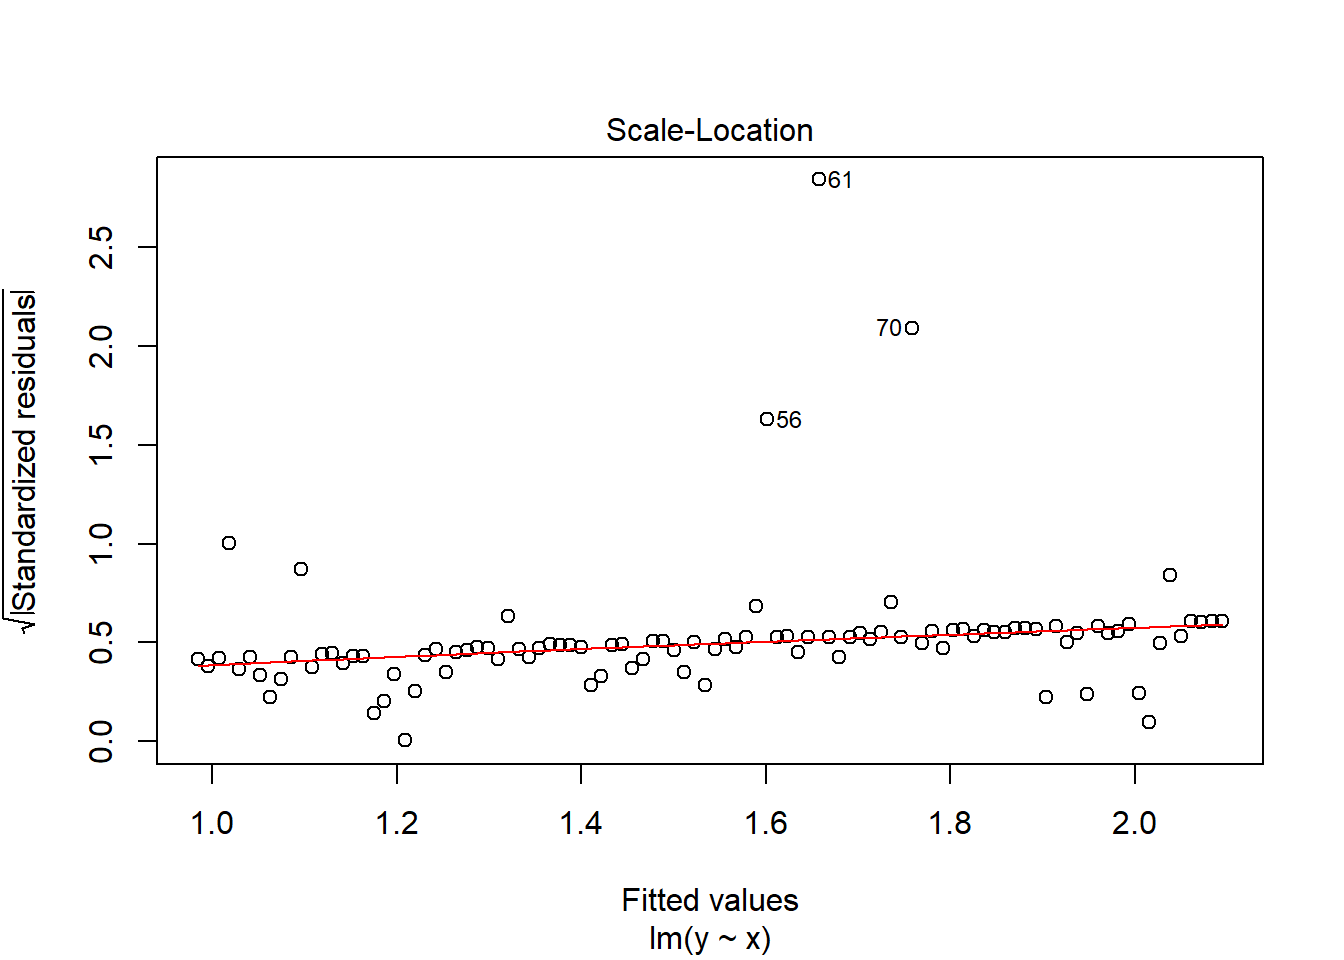 Scale-Location
√|Standardized residuals|
2.5
2.0
1.5
1.0
0.5
0.0
61
70
56
1.0 1.2 1.4 1.6 1.8 2.0
Fitted values
lm(y ~ x)